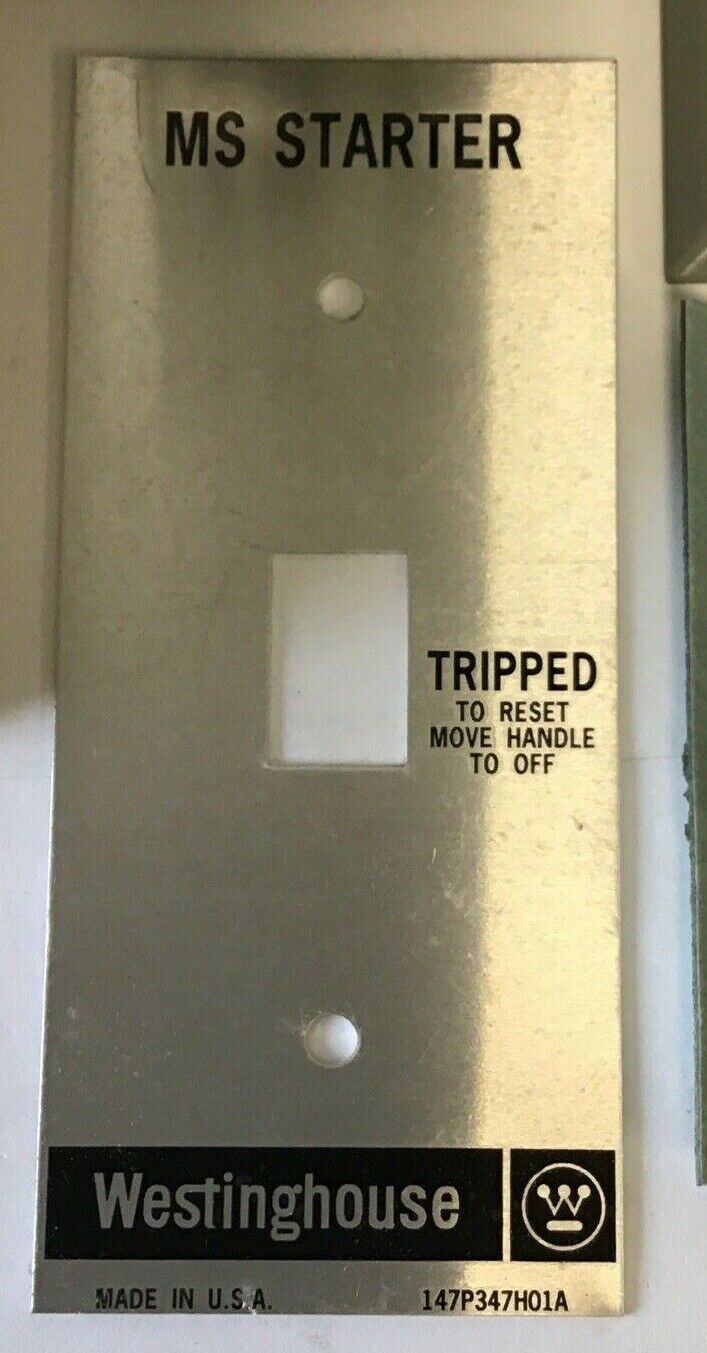 MS STARTER
TRIPPED
TO RESET
MOVE HANDLE
TO OFF
Westinghouse W
MADE IN U.S.A. 147P347H01A